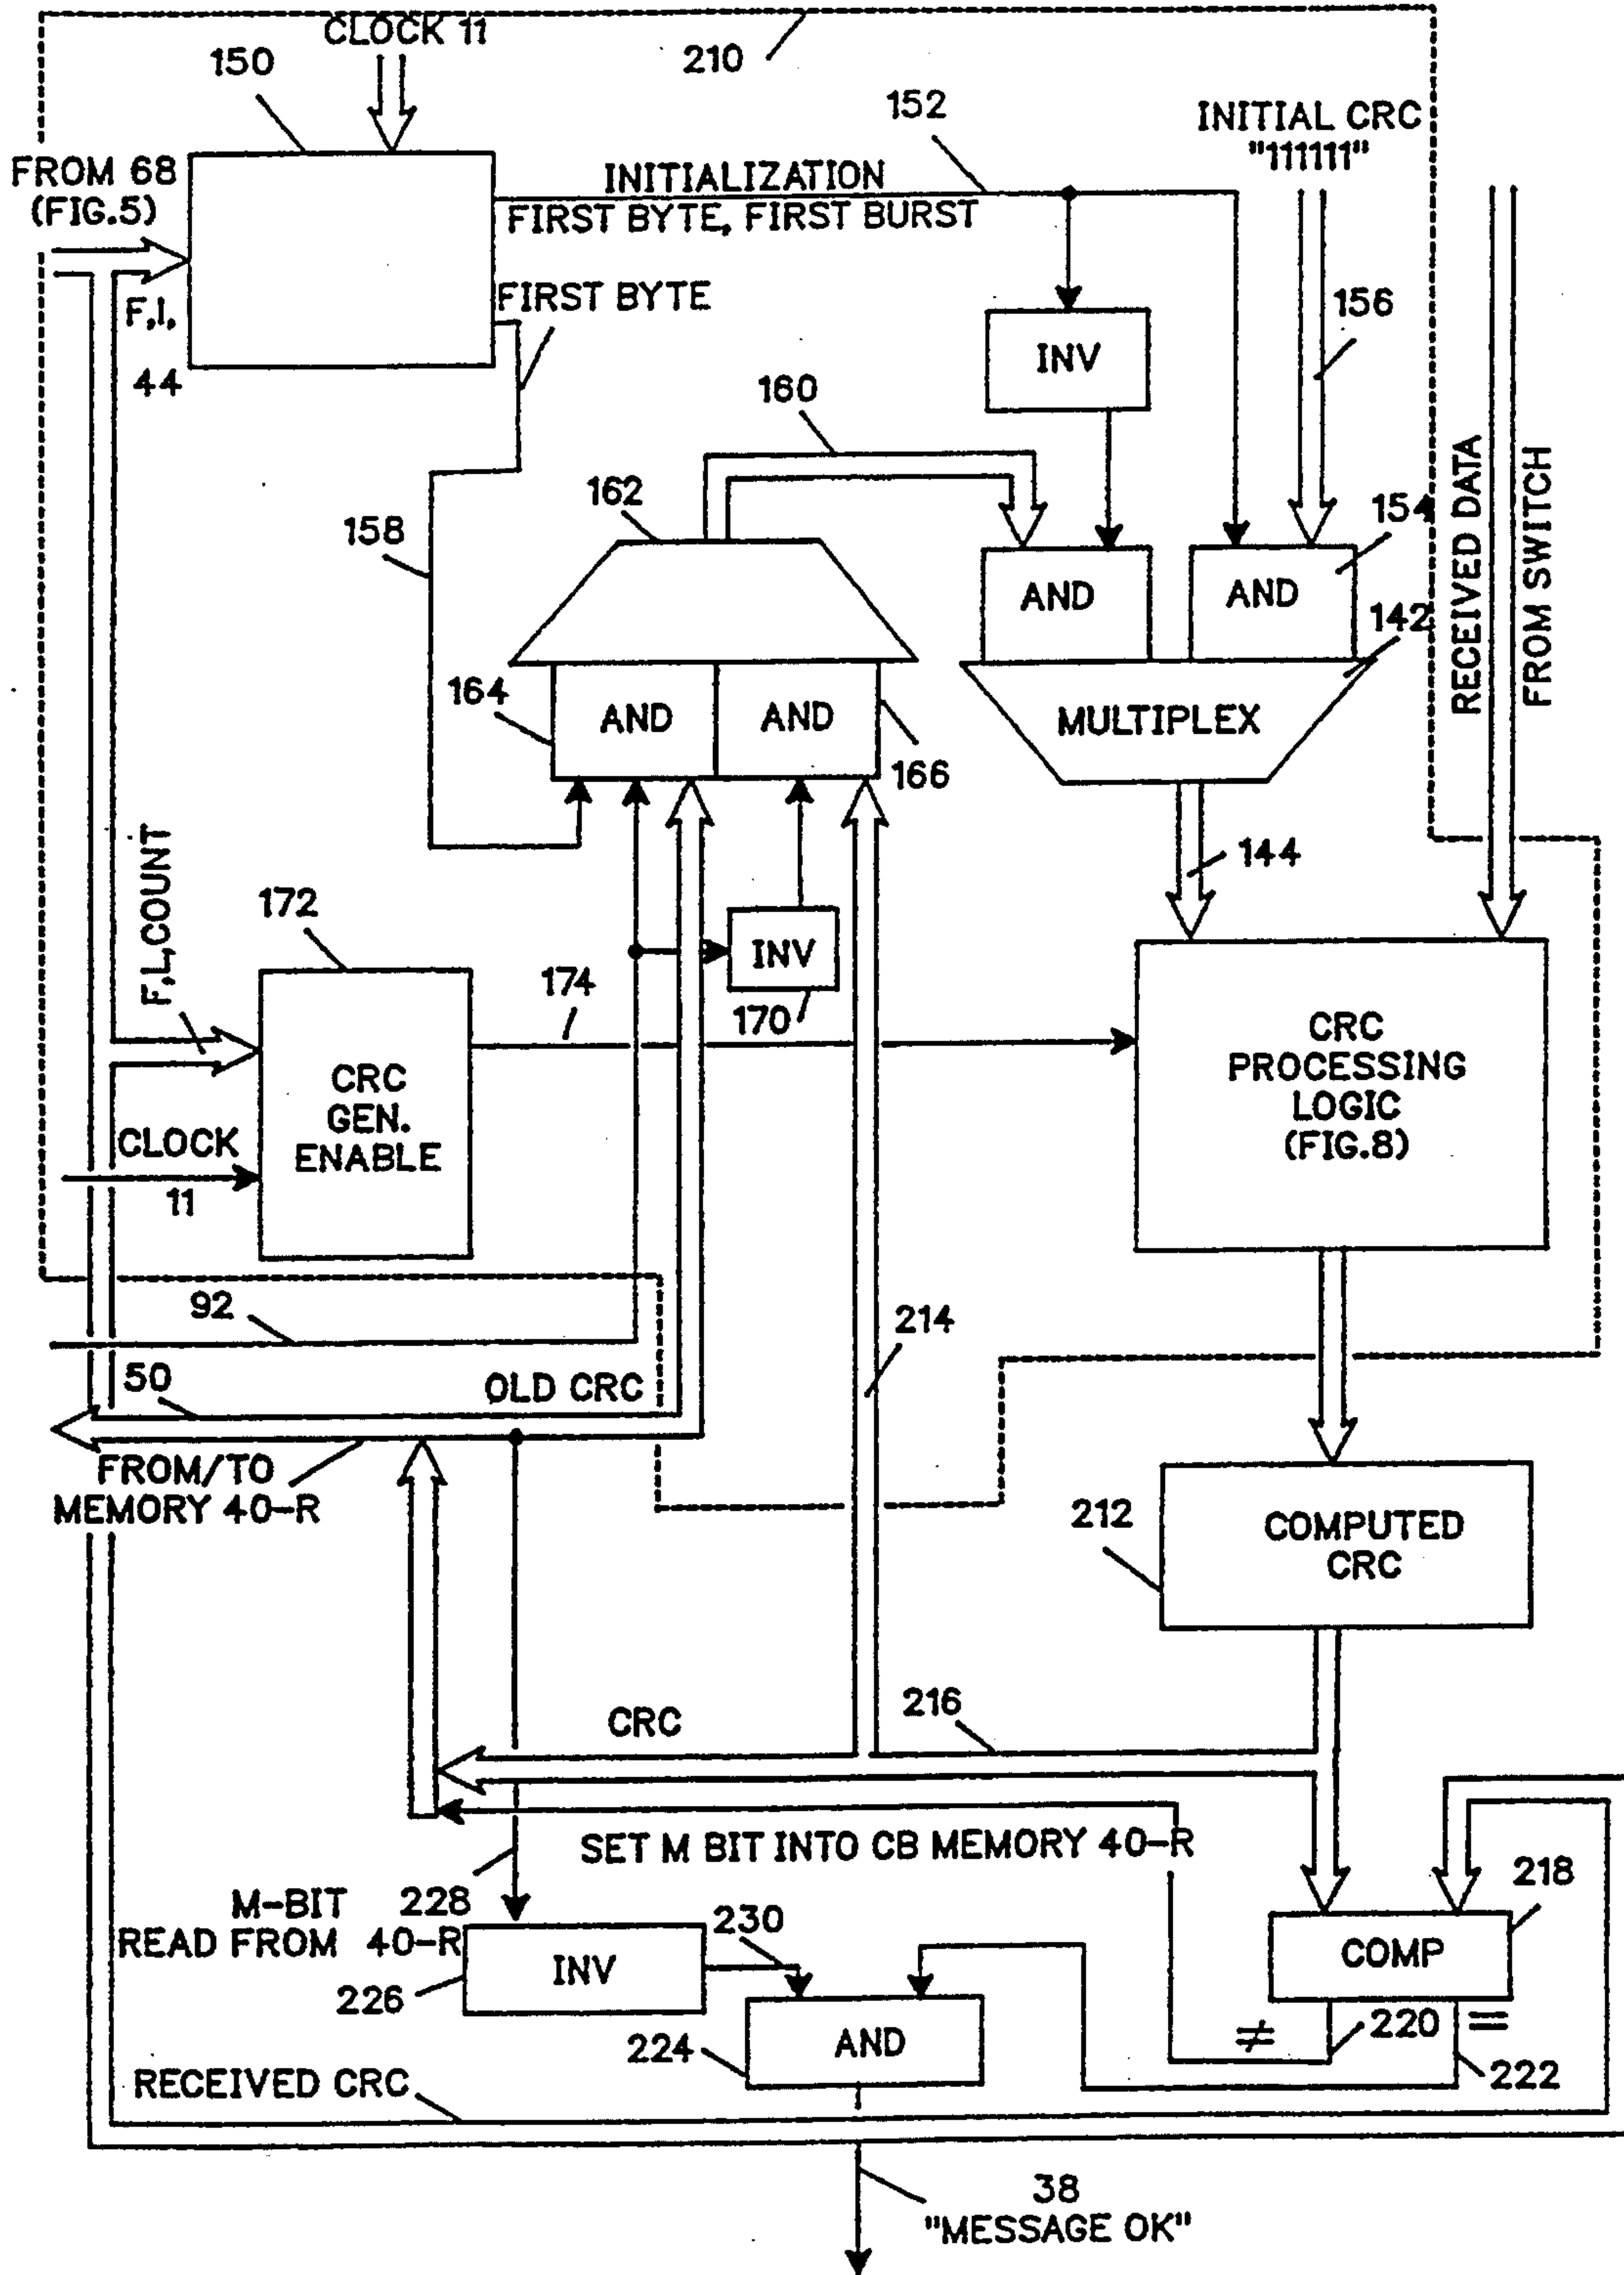 CLOCK 11
210
150
152
INITIAL CRC
"111111"
FROM 68
(FIG.5)
INITIALIZATION
FIRST BYTE, FIRST BURST
F,I,
44
FIRST BYTE
INV
156
160
RECEIVED DATA
FROM SWITCH
162
158
154
AND
AND
142
164
AND
AND
166
MULTIPLEX
144
F,L,COUNT
172
174
INV
170
CRC
GEN.
ENABLE
CRC
PROCESSING
LOGIC
(FIG.8)
CLOCK
11
92
214
50
OLD CRC
FROM/TO
MEMORY 40-R
212
COMPUTED
CRC
CRC
216
SET M BIT INTO CB MEMORY 40-R
218
M-BIT
READ FROM 40-R
228
230
INV
226
COMP
224
AND
≠
220
=
222
RECEIVED CRC
38
"MESSAGE OK"